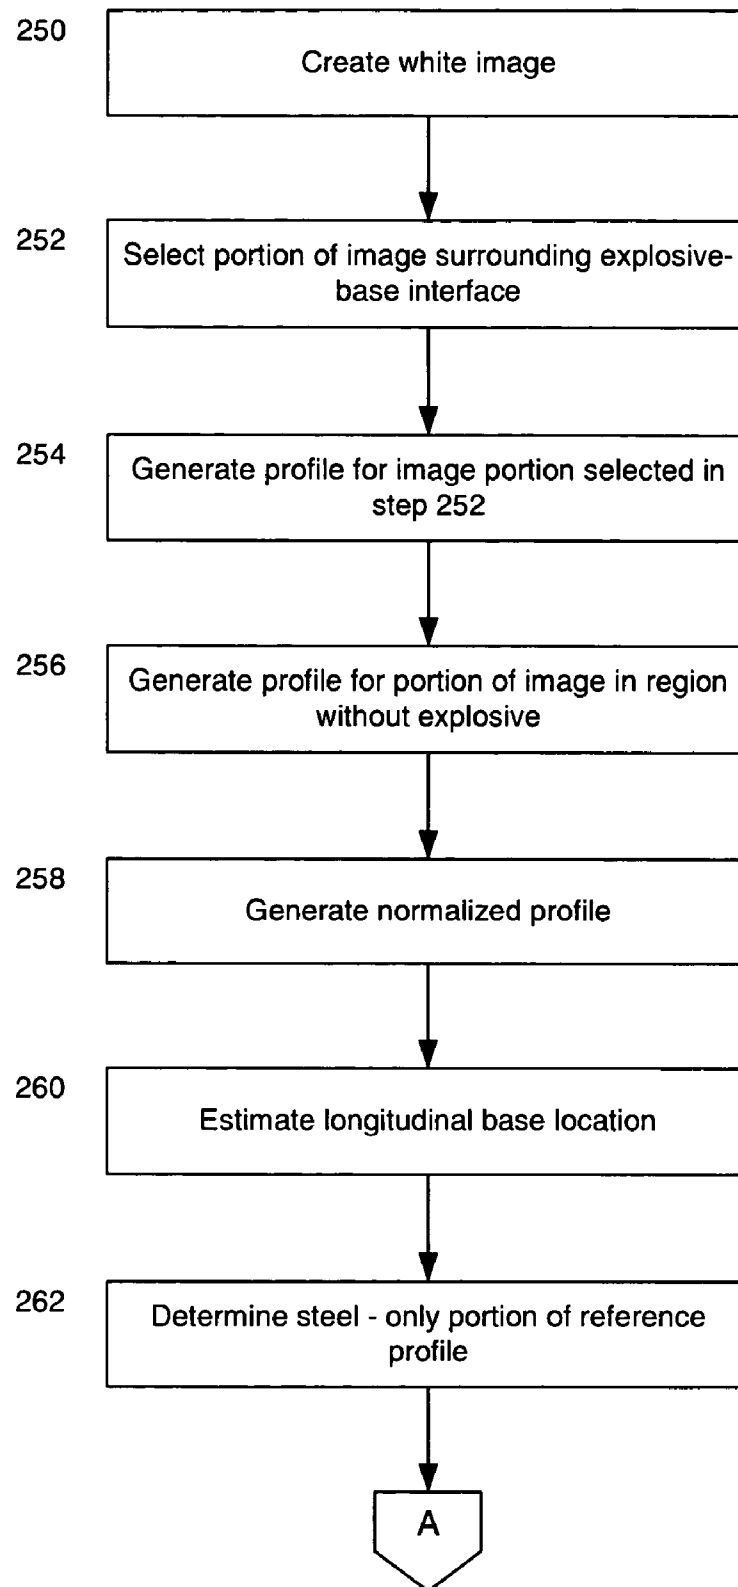 250
Create white image
252
Select portion of image surrounding explosive-
base interface
254
Generate profile for image portion selected in
step 252
256
Generate profile for portion of image in region
without explosive
258
Generate normalized profile
260
Estimate longitudinal base location
262
Determine steel - only portion of reference
profile
A